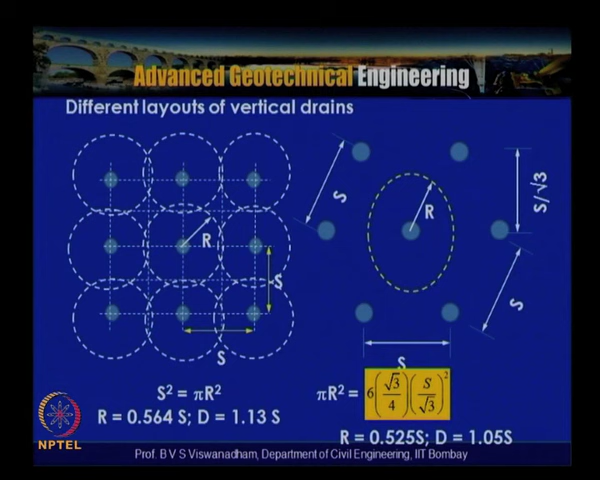 Advanced Geotechnical Engineering
Different layouts of vertical drains
R
S
S
S² = πR²
R = 0.564 S; D = 1.13 S
S
R
S/√3
S
S
πR² = 6(√3/4)(S/√3)²
R = 0.525S; D = 1.05S
NPTEL
Prof. B V S Viswanadham, Department of Civil Engineering, IIT Bombay